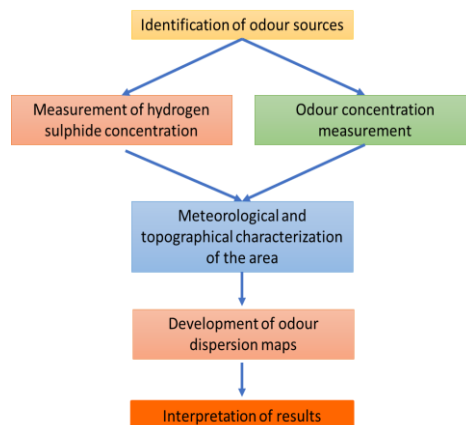 Identification of odour sources
Measurement of hydrogen
sulphide concentration
Odour concentration
measurement
Meteorological and
topographical characterization
of the area
Development of odour
dispersion maps
Interpretation of results